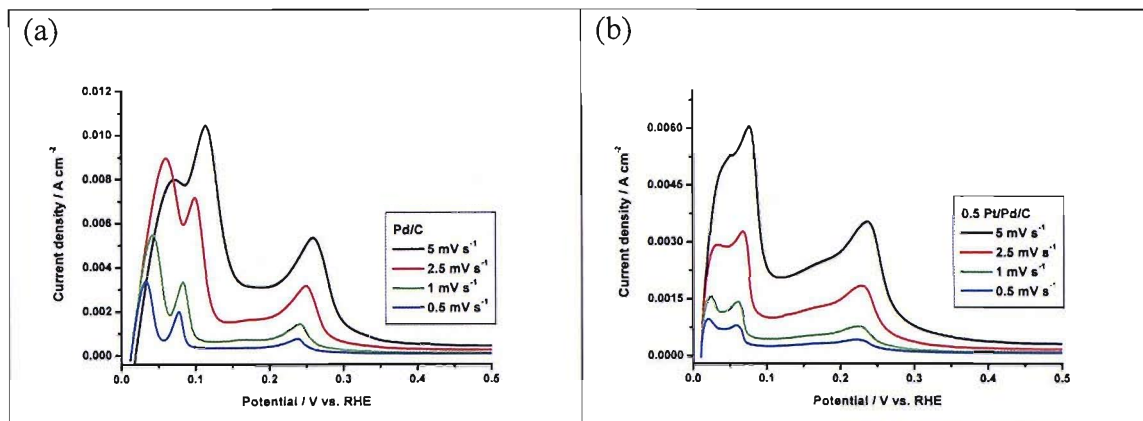 (a)
0.012
0.010
0.008
0.006
0.004
0.002
0.000
Current density / A cm⁻²
Pd/C
5 mV s⁻¹
2.5 mV s⁻¹
1 mV s⁻¹
0.5 mV s⁻¹
0.0 0.1 0.2 0.3 0.4 0.5
Potential / V vs. RHE
(b)
0.0060
0.0045
0.0030
0.0015
0.0000
Current density / A cm⁻²
0.5 Pt/Pd/C
5 mV s⁻¹
2.5 mV s⁻¹
1 mV s⁻¹
0.5 mV s⁻¹
0.0 0.1 0.2 0.3 0.4 0.5
Potential / V vs. RHE